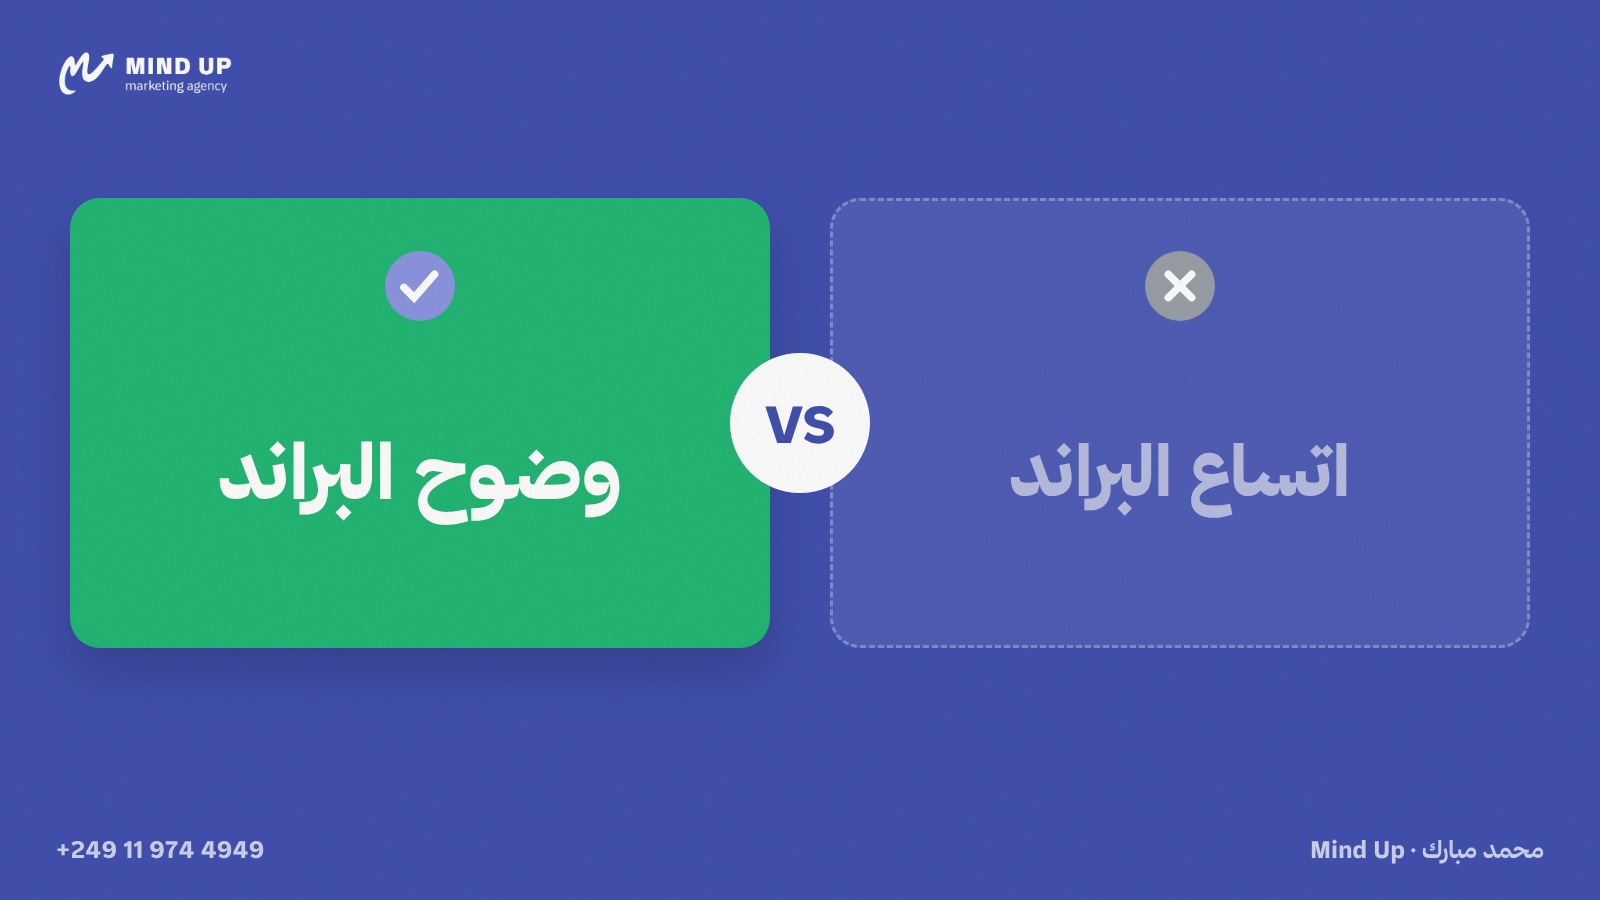 MIND UP
marketing agency
اتساع البراند
VS
وضوح البراند
محمد مبارك · Mind Up
+249 11 974 4949